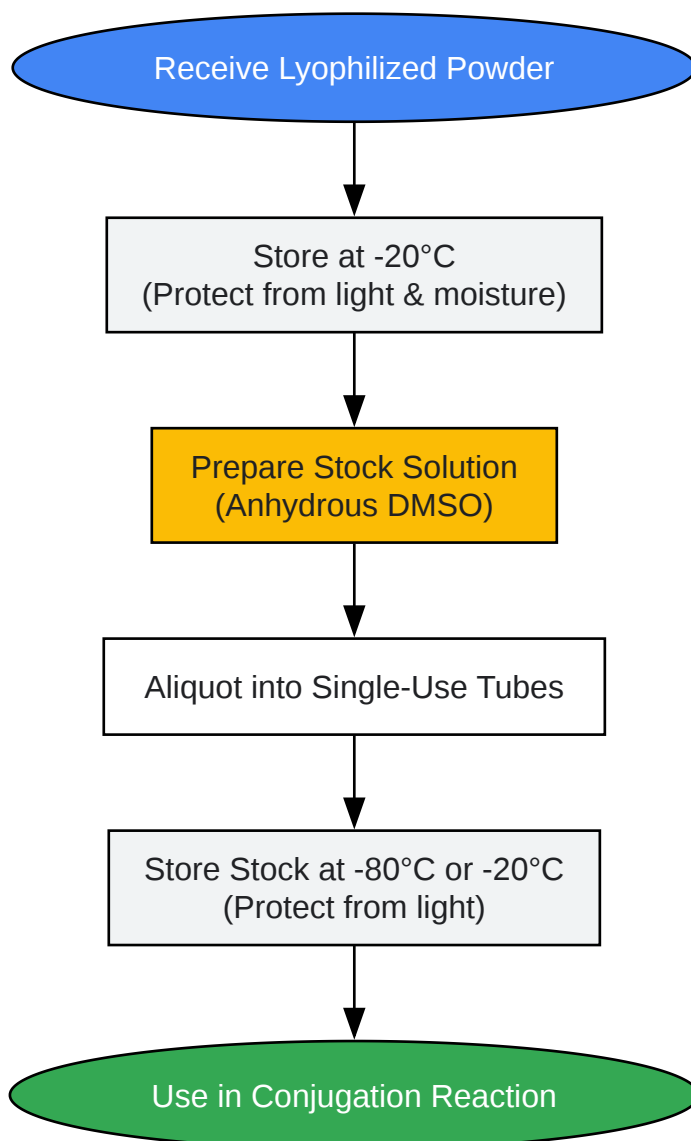 Receive Lyophilized Powder
Store at -20°C
(Protect from light & moisture)
Prepare Stock Solution
(Anhydrous DMSO)
Aliquot into Single-Use Tubes
Store Stock at -80°C or -20°C
(Protect from light)
Use in Conjugation Reaction